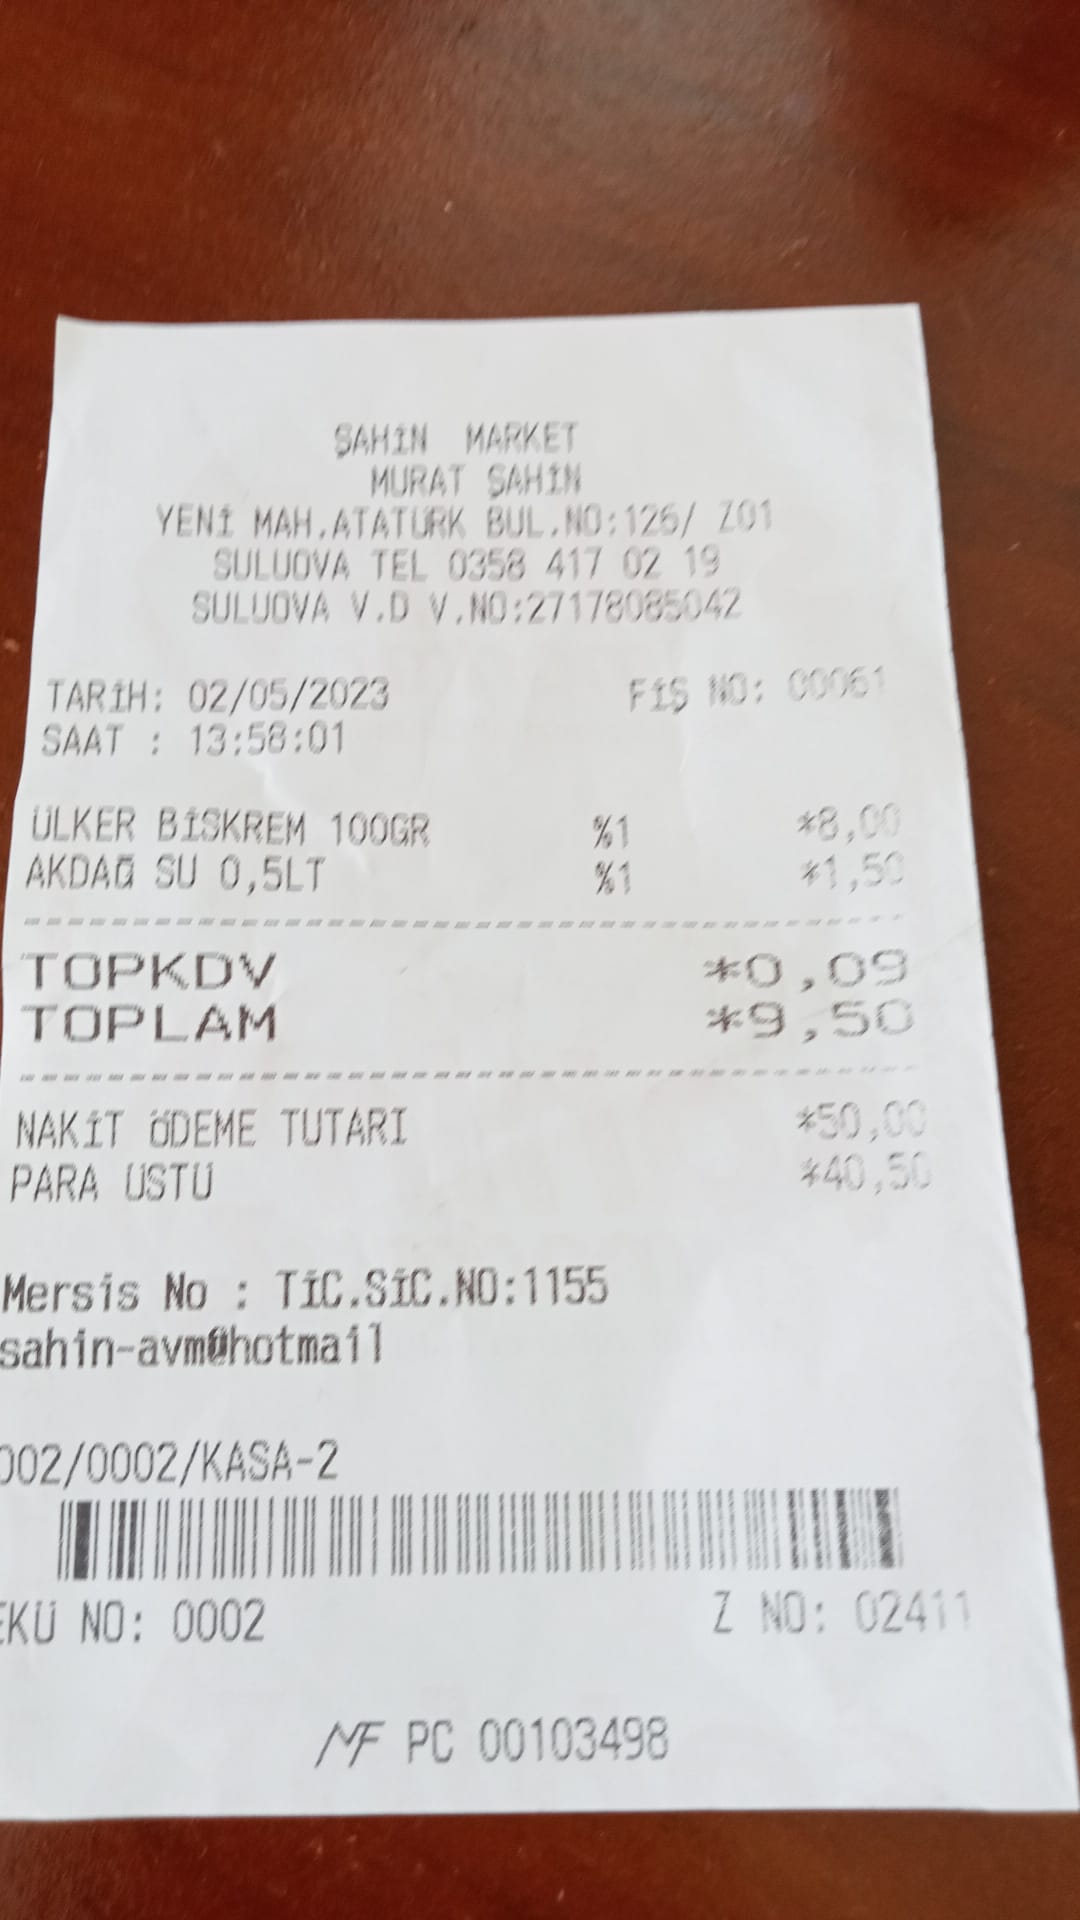 ŞAHİN MARKET
MURAT ŞAHİN
YENİ MAH.ATATÜRK BUL.NO:126/ Z01
SULUOVA TEL 0358 417 02 19
SULUOVA V.D V.NO:27178085042
TARİH: 02/05/2023 FİŞ NO: 00061
SAAT : 13:58:01
ÜLKER BİSKREM 100GR %1 *8,00
AKDAĞ SU 0,5LT %1 *1,50
TOPKDV *0,09
TOPLAM *9,50
NAKİT ÖDEME TUTARI *50,00
PARA ÜSTÜ *40,50
Mersis No : TİC.SİC.NO:1155
sahin-avm@hotmail
002/0002/KASA-2
EKÜ NO: 0002 Z NO: 02411
MF PC 00103498